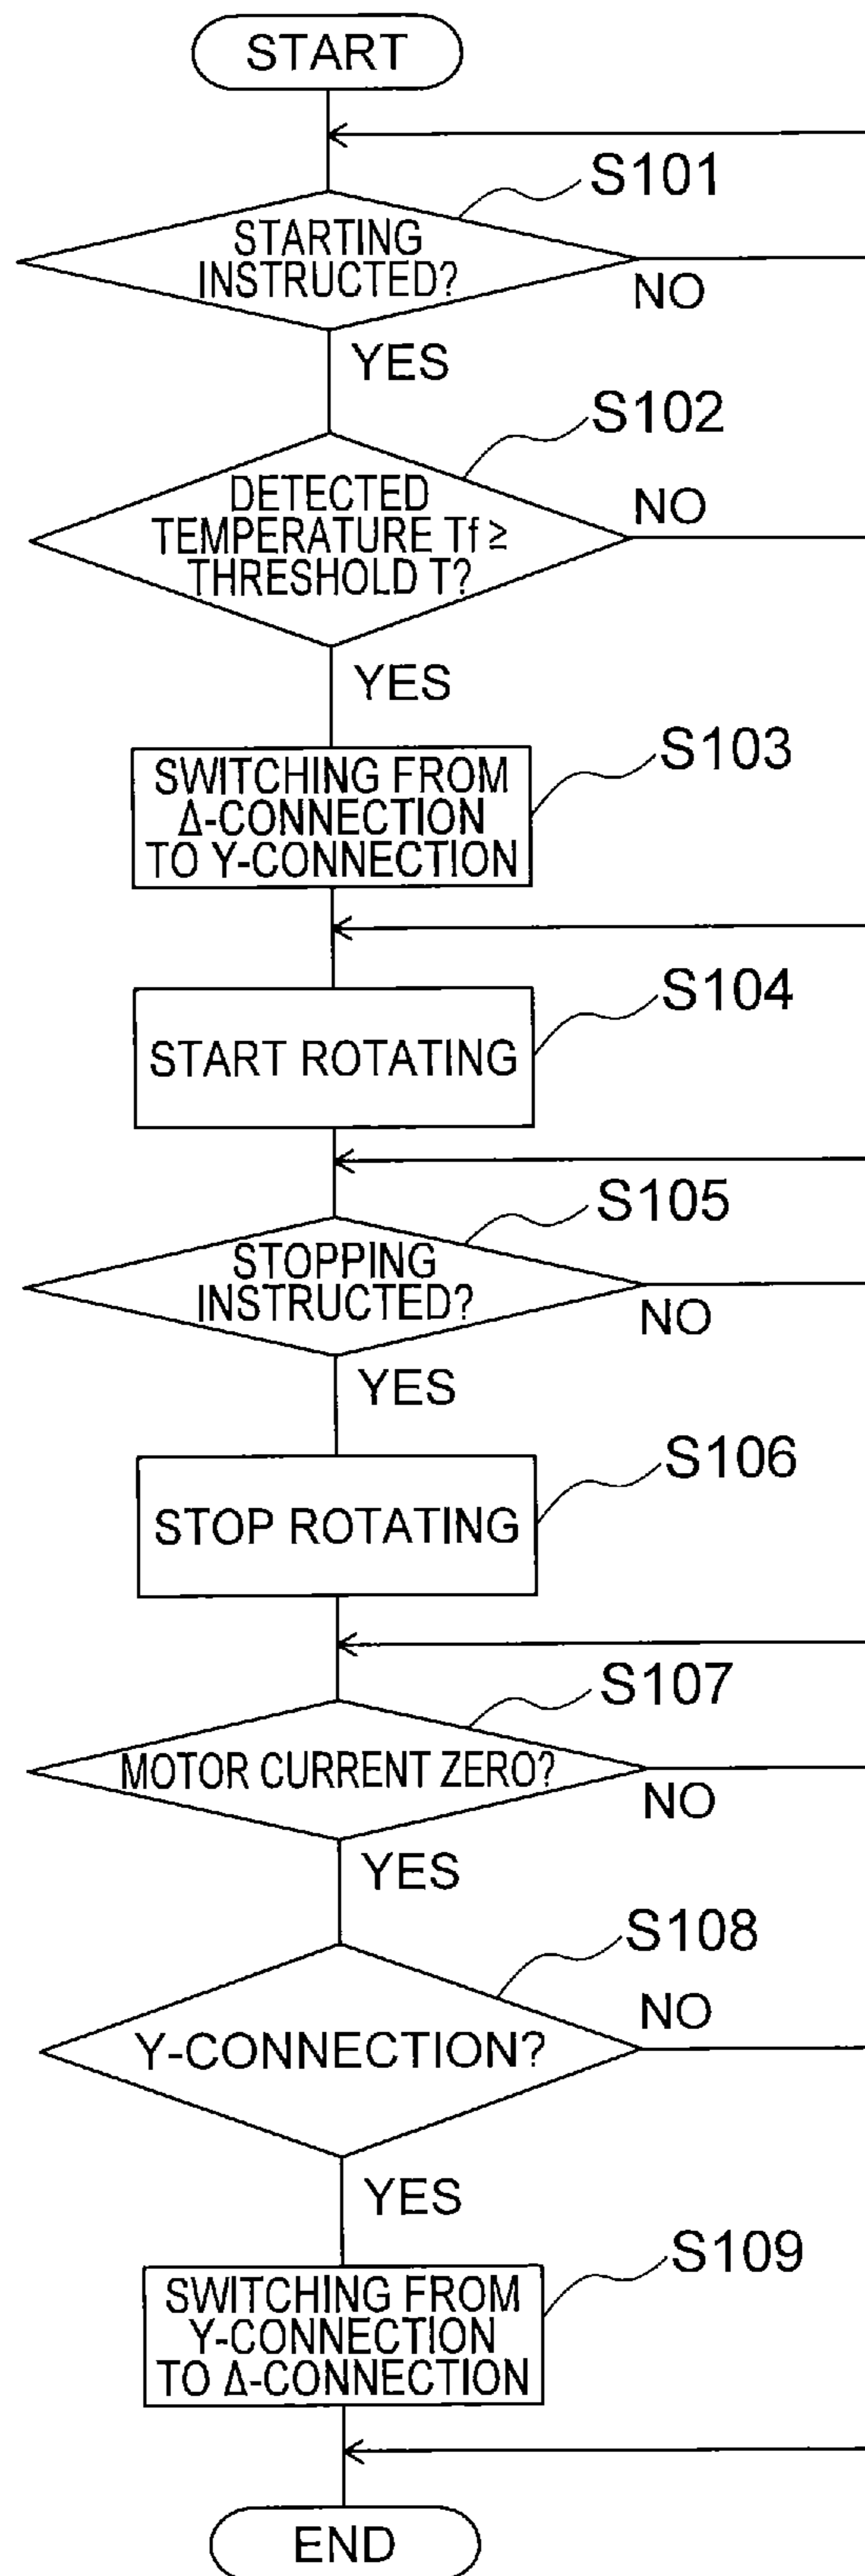 START
S101
STARTING
INSTRUCTED?
NO
YES
S102
DETECTED
TEMPERATURE Tf ≥
THRESHOLD T?
NO
YES
S103
SWITCHING FROM
Δ-CONNECTION
TO Y-CONNECTION
S104
START ROTATING
S105
STOPPING
INSTRUCTED?
NO
YES
S106
STOP ROTATING
S107
MOTOR CURRENT ZERO?
NO
YES
S108
Y-CONNECTION?
NO
YES
S109
SWITCHING FROM
Y-CONNECTION
TO Δ-CONNECTION
END